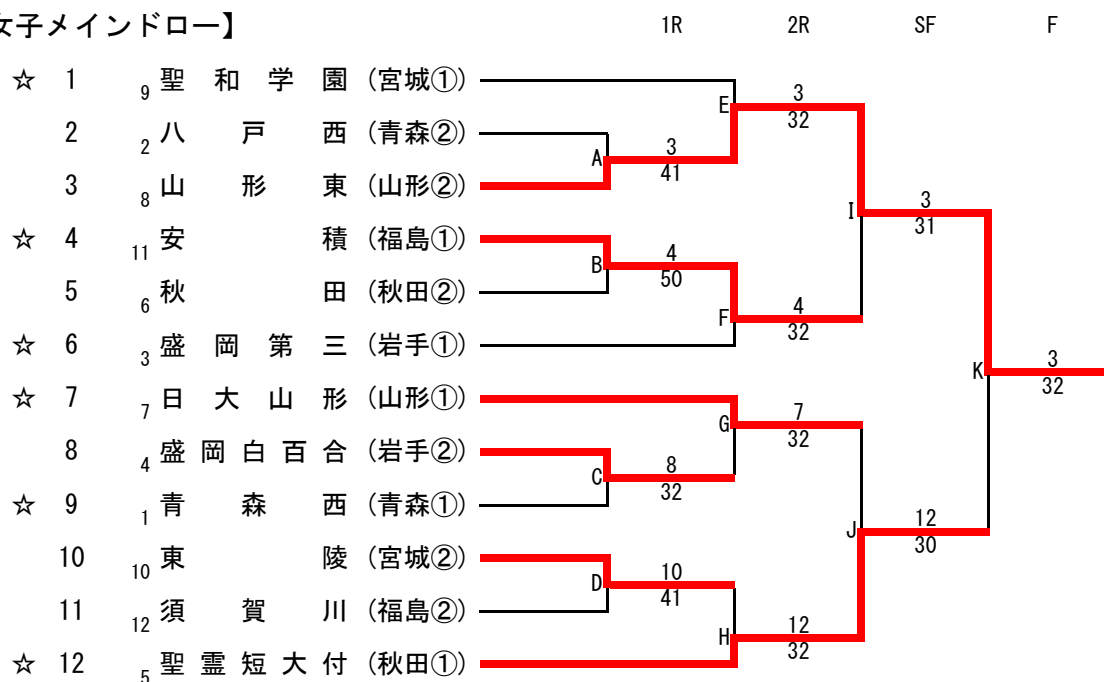 女子メインドロー】 1R 2R SF F
☆ 1 9 聖和学園 (宮城①)
E 3
32
2 2 八戸西 (青森②)
A 3
41
3 8 山形東 (山形②)
I 3
31
☆ 4 11 安積 (福島①)
B 4
50
5 6 秋田 (秋田②)
F 4
32
☆ 6 3 盛岡第三 (岩手①)
K 3
32
☆ 7 7 日大山形 (山形①)
G 7
32
8 4 盛岡白百合 (岩手②)
C 8
32
☆ 9 1 青森西 (青森①)
J 12
30
10 10 東陵 (宮城②)
D 10
41
11 12 須賀川 (福島②)
H 12
32
☆ 12 5 聖霊短大付 (秋田①)